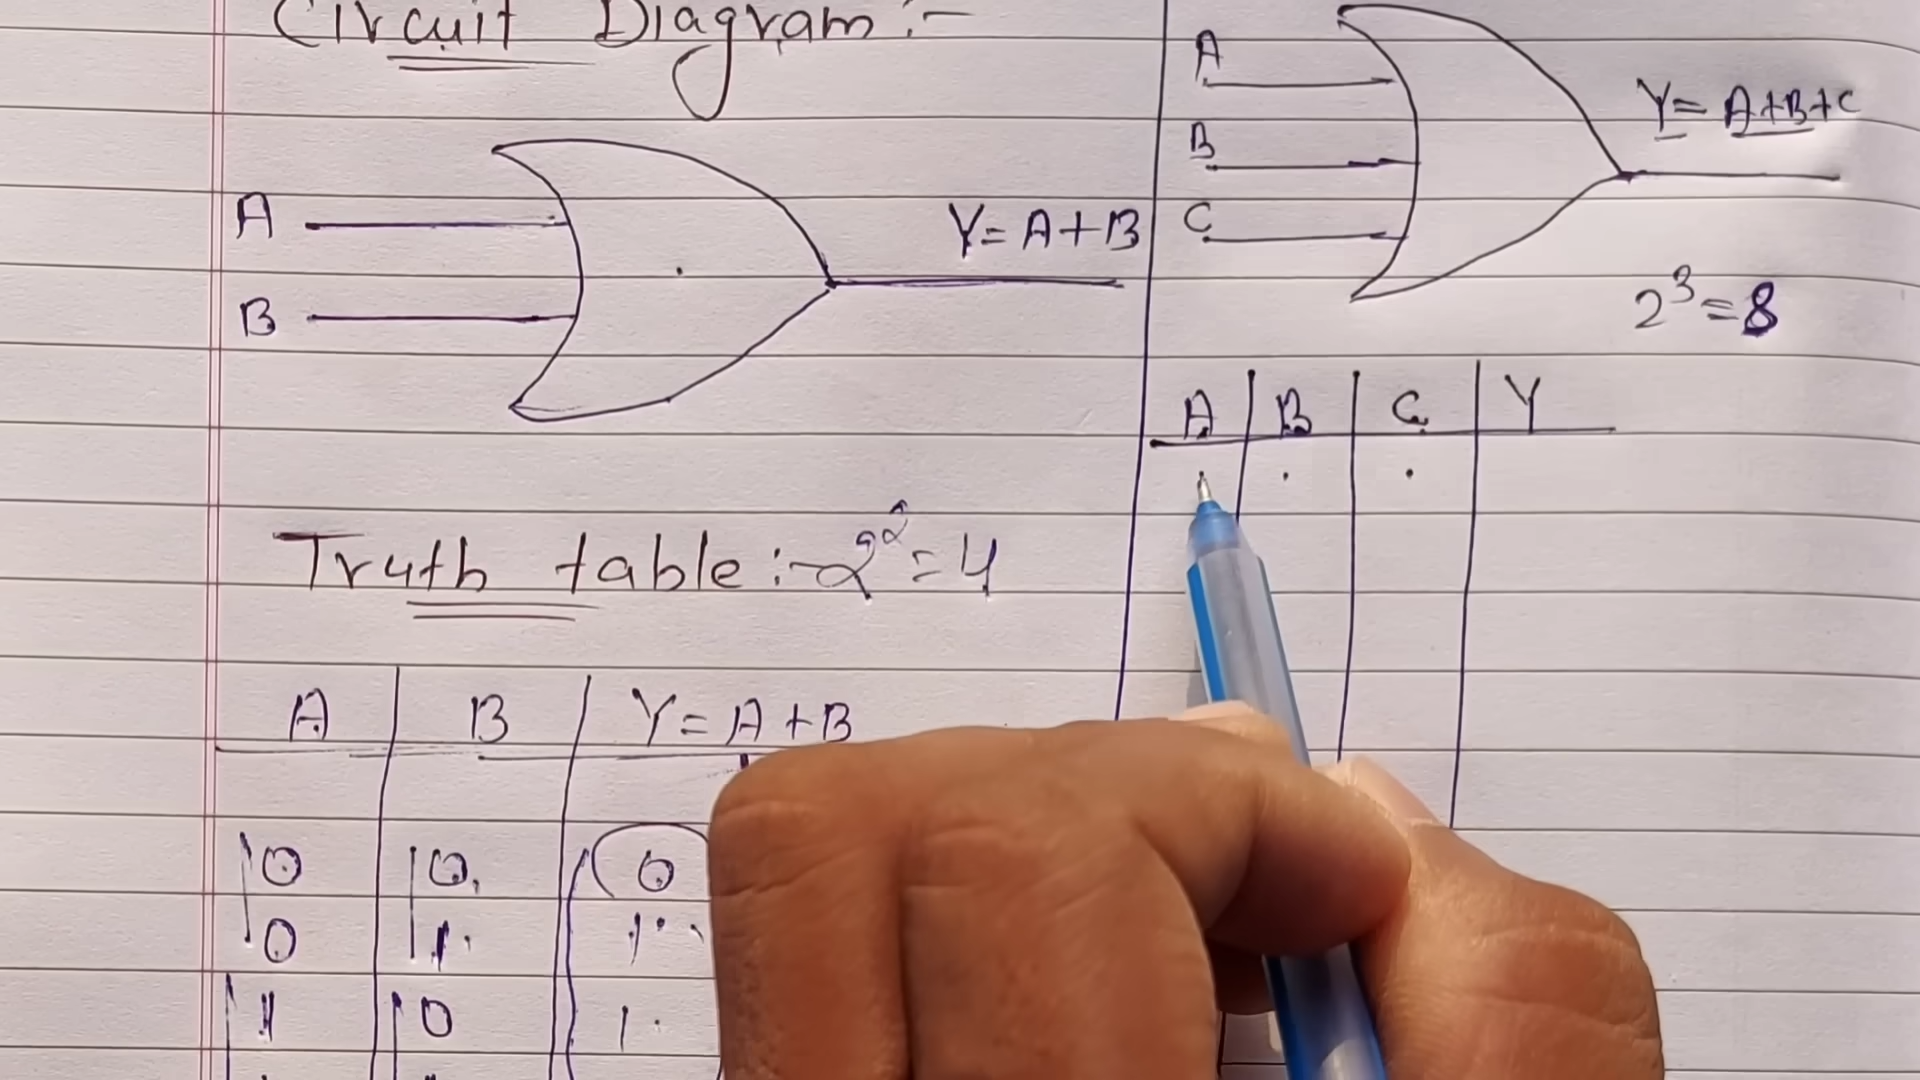 Circuit Diagram:-
A
B
Y = A+B
Truth table:- 2² = 4
A B Y = A+B
0 0 0
0 1 1
1 0 1
A
B
C
Y = A+B+C
2³ = 8
A B C Y